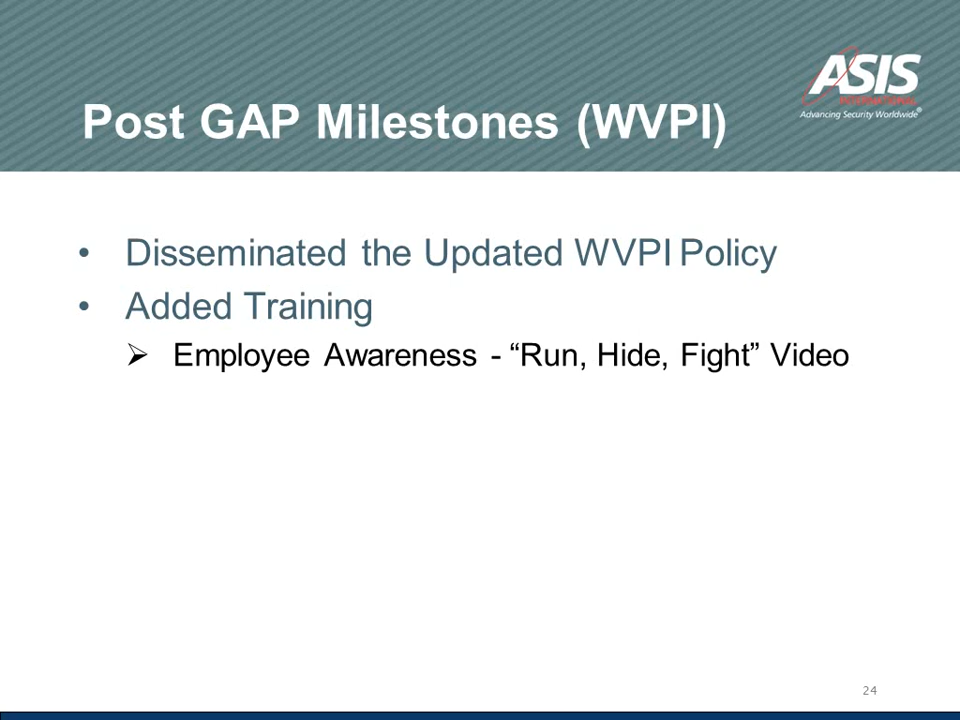 ASIS
INTERNATIONAL
Advancing Security Worldwide®
Post GAP Milestones (WVPI)
• Disseminated the Updated WVPI Policy
• Added Training
➢ Employee Awareness - “Run, Hide, Fight” Video
24